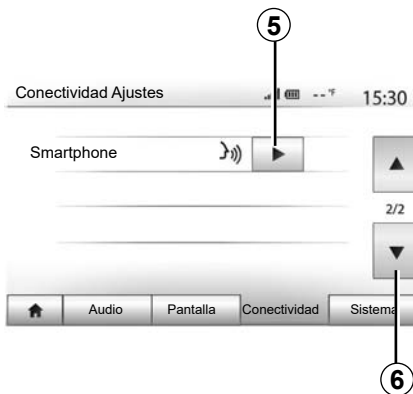 5
Conectividad Ajustes -- °F 15:30
Smartphone
2/2
Audio Pantalla Conectividad Sistema
6